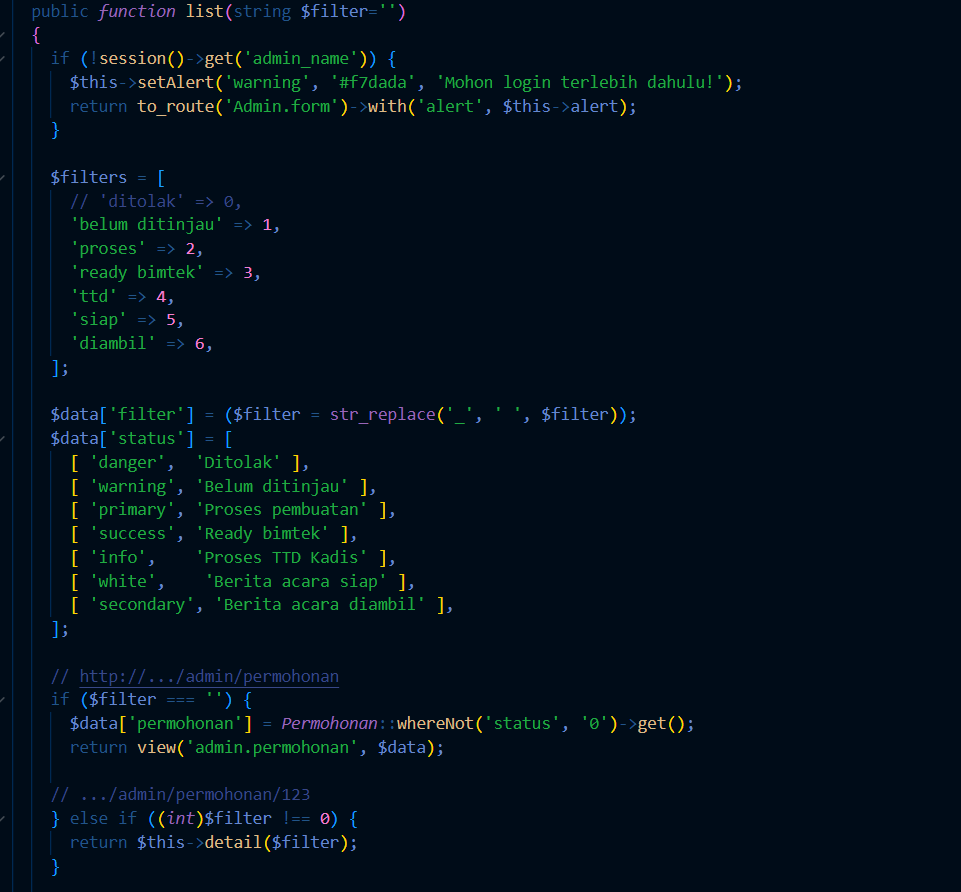 public function list(string $filter='')
{
  if (!session()->get('admin_name')) {
    $this->setAlert('warning', '#f7dada', 'Mohon login terlebih dahulu!');
    return to_route('Admin.form')->with('alert', $this->alert);
  }

  $filters = [
    // 'ditolak' => 0,
    'belum ditinjau' => 1,
    'proses' => 2,
    'ready bimtek' => 3,
    'ttd' => 4,
    'siap' => 5,
    'diambil' => 6,
  ];

  $data['filter'] = ($filter = str_replace('_', ' ', $filter));
  $data['status'] = [
    [ 'danger',  'Ditolak' ],
    [ 'warning', 'Belum ditinjau' ],
    [ 'primary', 'Proses pembuatan' ],
    [ 'success', 'Ready bimtek' ],
    [ 'info',    'Proses TTD Kadis' ],
    [ 'white',    'Berita acara siap' ],
    [ 'secondary', 'Berita acara diambil' ],
  ];

  // http://.../admin/permohonan
  if ($filter === '') {
    $data['permohonan'] = Permohonan::whereNot('status', '0')->get();
    return view('admin.permohonan', $data);

  // .../admin/permohonan/123
  } else if ((int)$filter !== 0) {
    return $this->detail($filter);
  }